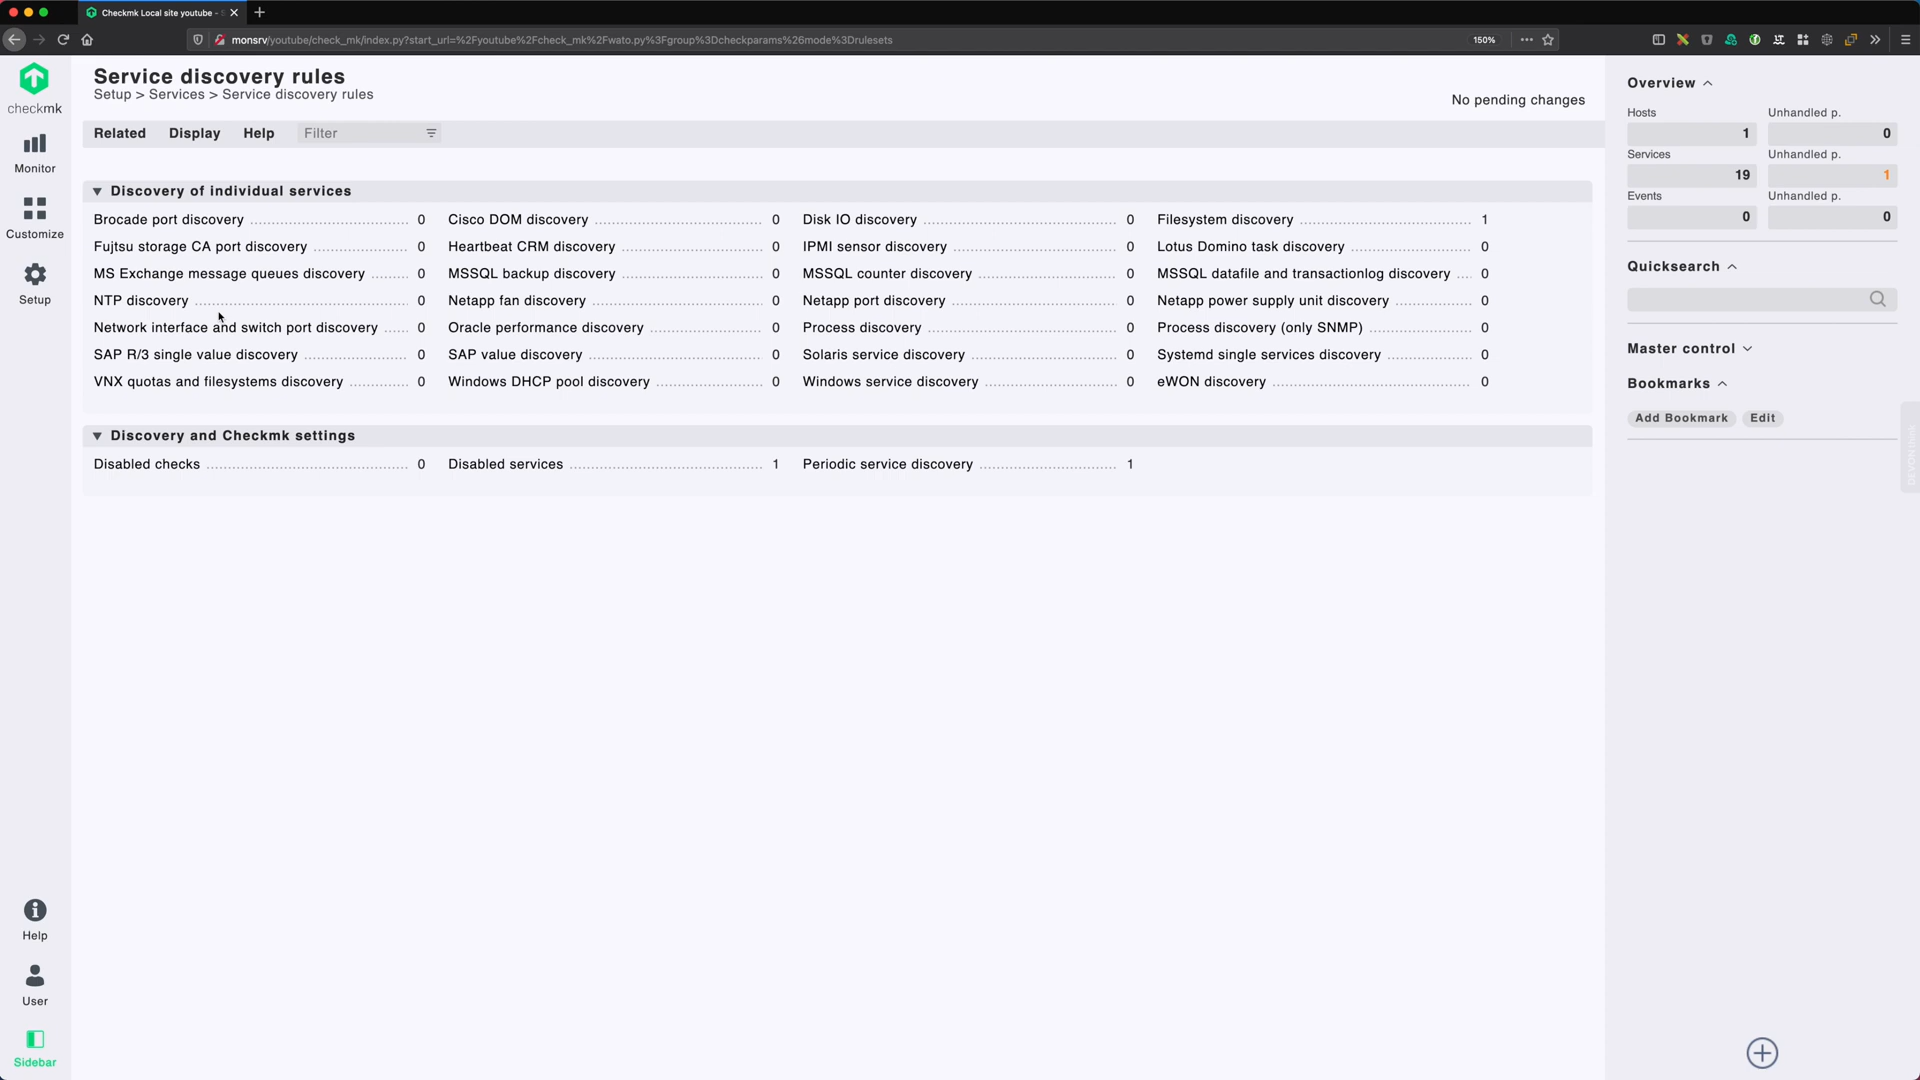 Checkmk Local site youtube -
monsrv/youtube/check_mk/index.py?start_url=%2Fyoutube%2Fcheck_mk%2Fwato.py%3Fgroup%3Dcheckparams%26mode%3Drulesets
150%
checkmk
Monitor
Customize
Setup
Help
User
Sidebar
Service discovery rules
Setup > Services > Service discovery rules
No pending changes
Related Display Help Filter
Discovery of individual services
Brocade port discovery 0 Cisco DOM discovery 0 Disk IO discovery 0 Filesystem discovery 1
Fujtsu storage CA port discovery 0 Heartbeat CRM discovery 0 IPMI sensor discovery 0 Lotus Domino task discovery 0
MS Exchange message queues discovery 0 MSSQL backup discovery 0 MSSQL counter discovery 0 MSSQL datafile and transactionlog discovery 0
NTP discovery 0 Netapp fan discovery 0 Netapp port discovery 0 Netapp power supply unit discovery 0
Network interface and switch port discovery 0 Oracle performance discovery 0 Process discovery 0 Process discovery (only SNMP) 0
SAP R/3 single value discovery 0 SAP value discovery 0 Solaris service discovery 0 Systemd single services discovery 0
VNX quotas and filesystems discovery 0 Windows DHCP pool discovery 0 Windows service discovery 0 eWON discovery 0
Discovery and Checkmk settings
Disabled checks 0 Disabled services 1 Periodic service discovery 1
Overview
Hosts Unhandled p.
1 0
Services Unhandled p.
19 1
Events Unhandled p.
0 0
Quicksearch
Master control
Bookmarks
Add Bookmark Edit